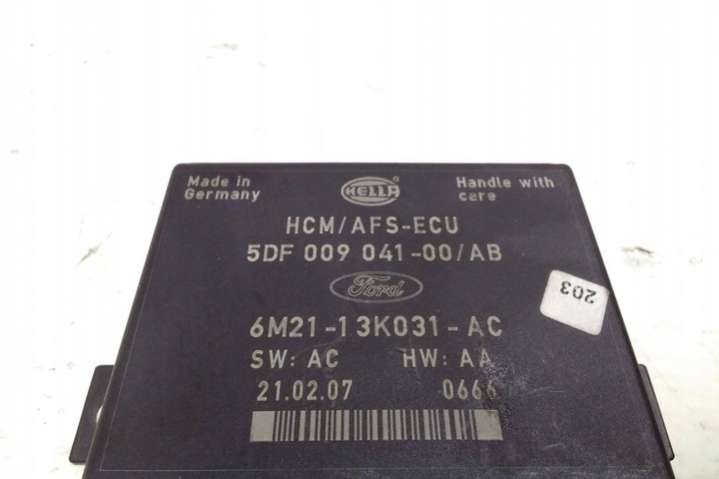 Made in
Germany
HELLA
Handle with
care
HCM/AFS-ECU
5DF 009 041-00/AB
Ford
203
6M21-13K031-AC
SW: AC HW: AA
21.02.07 0666